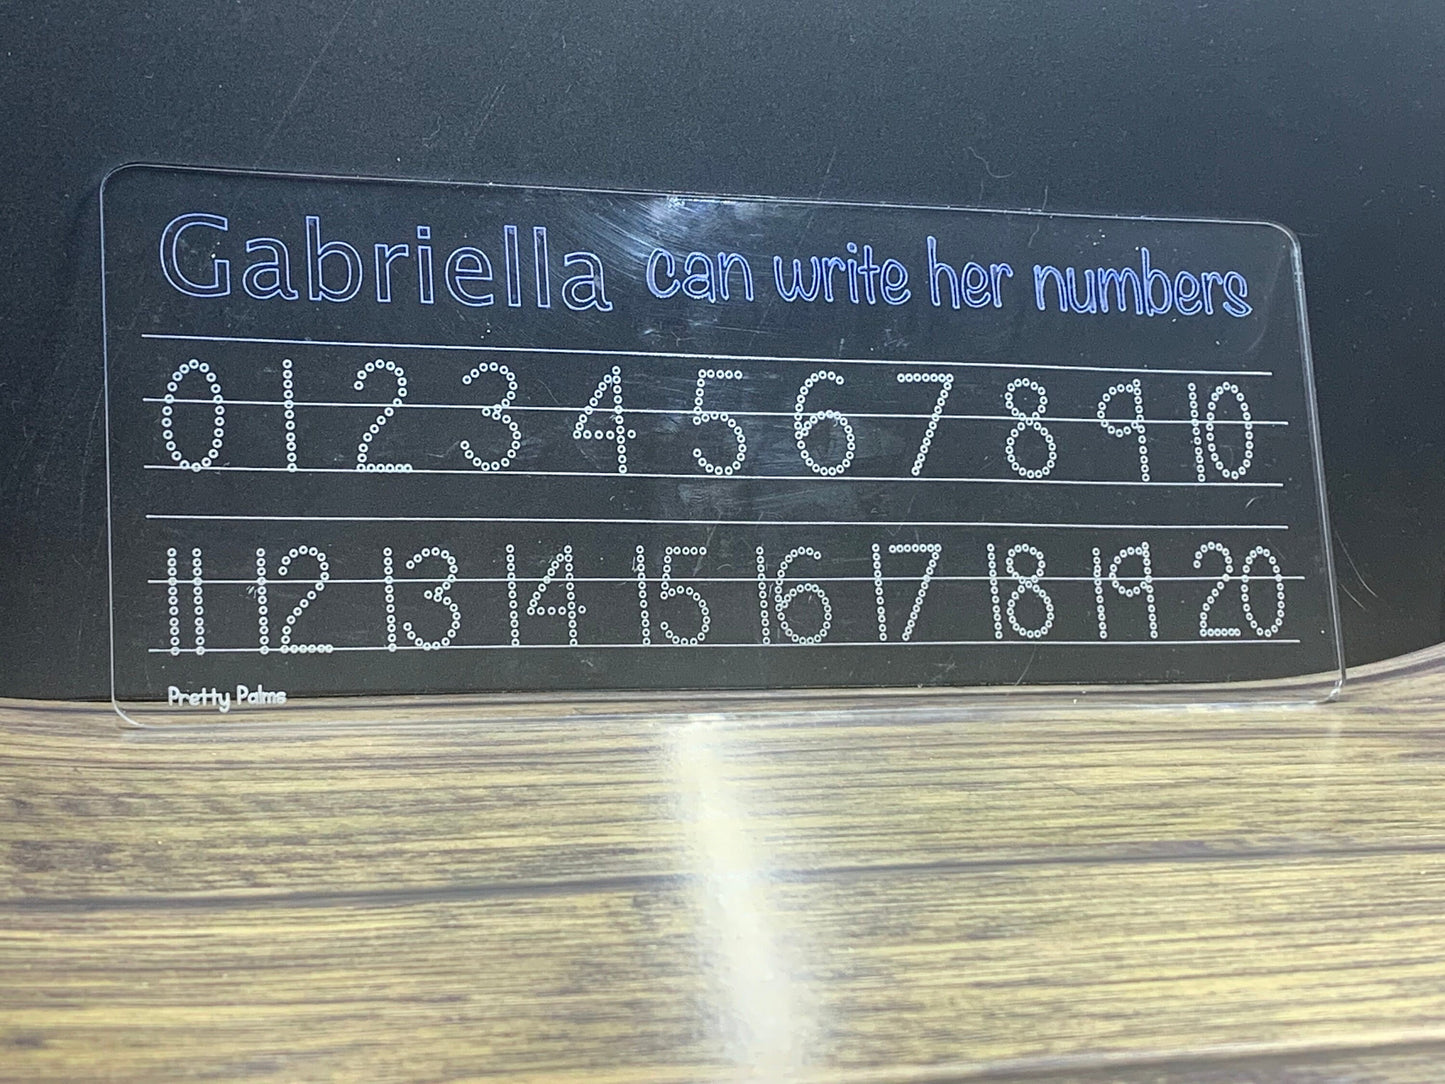 Gabriella can write her numbers
0 1 2 3 4 5 6 7 8 9 10
11 12 13 14 15 16 17 18 19 20
Pretty Palms